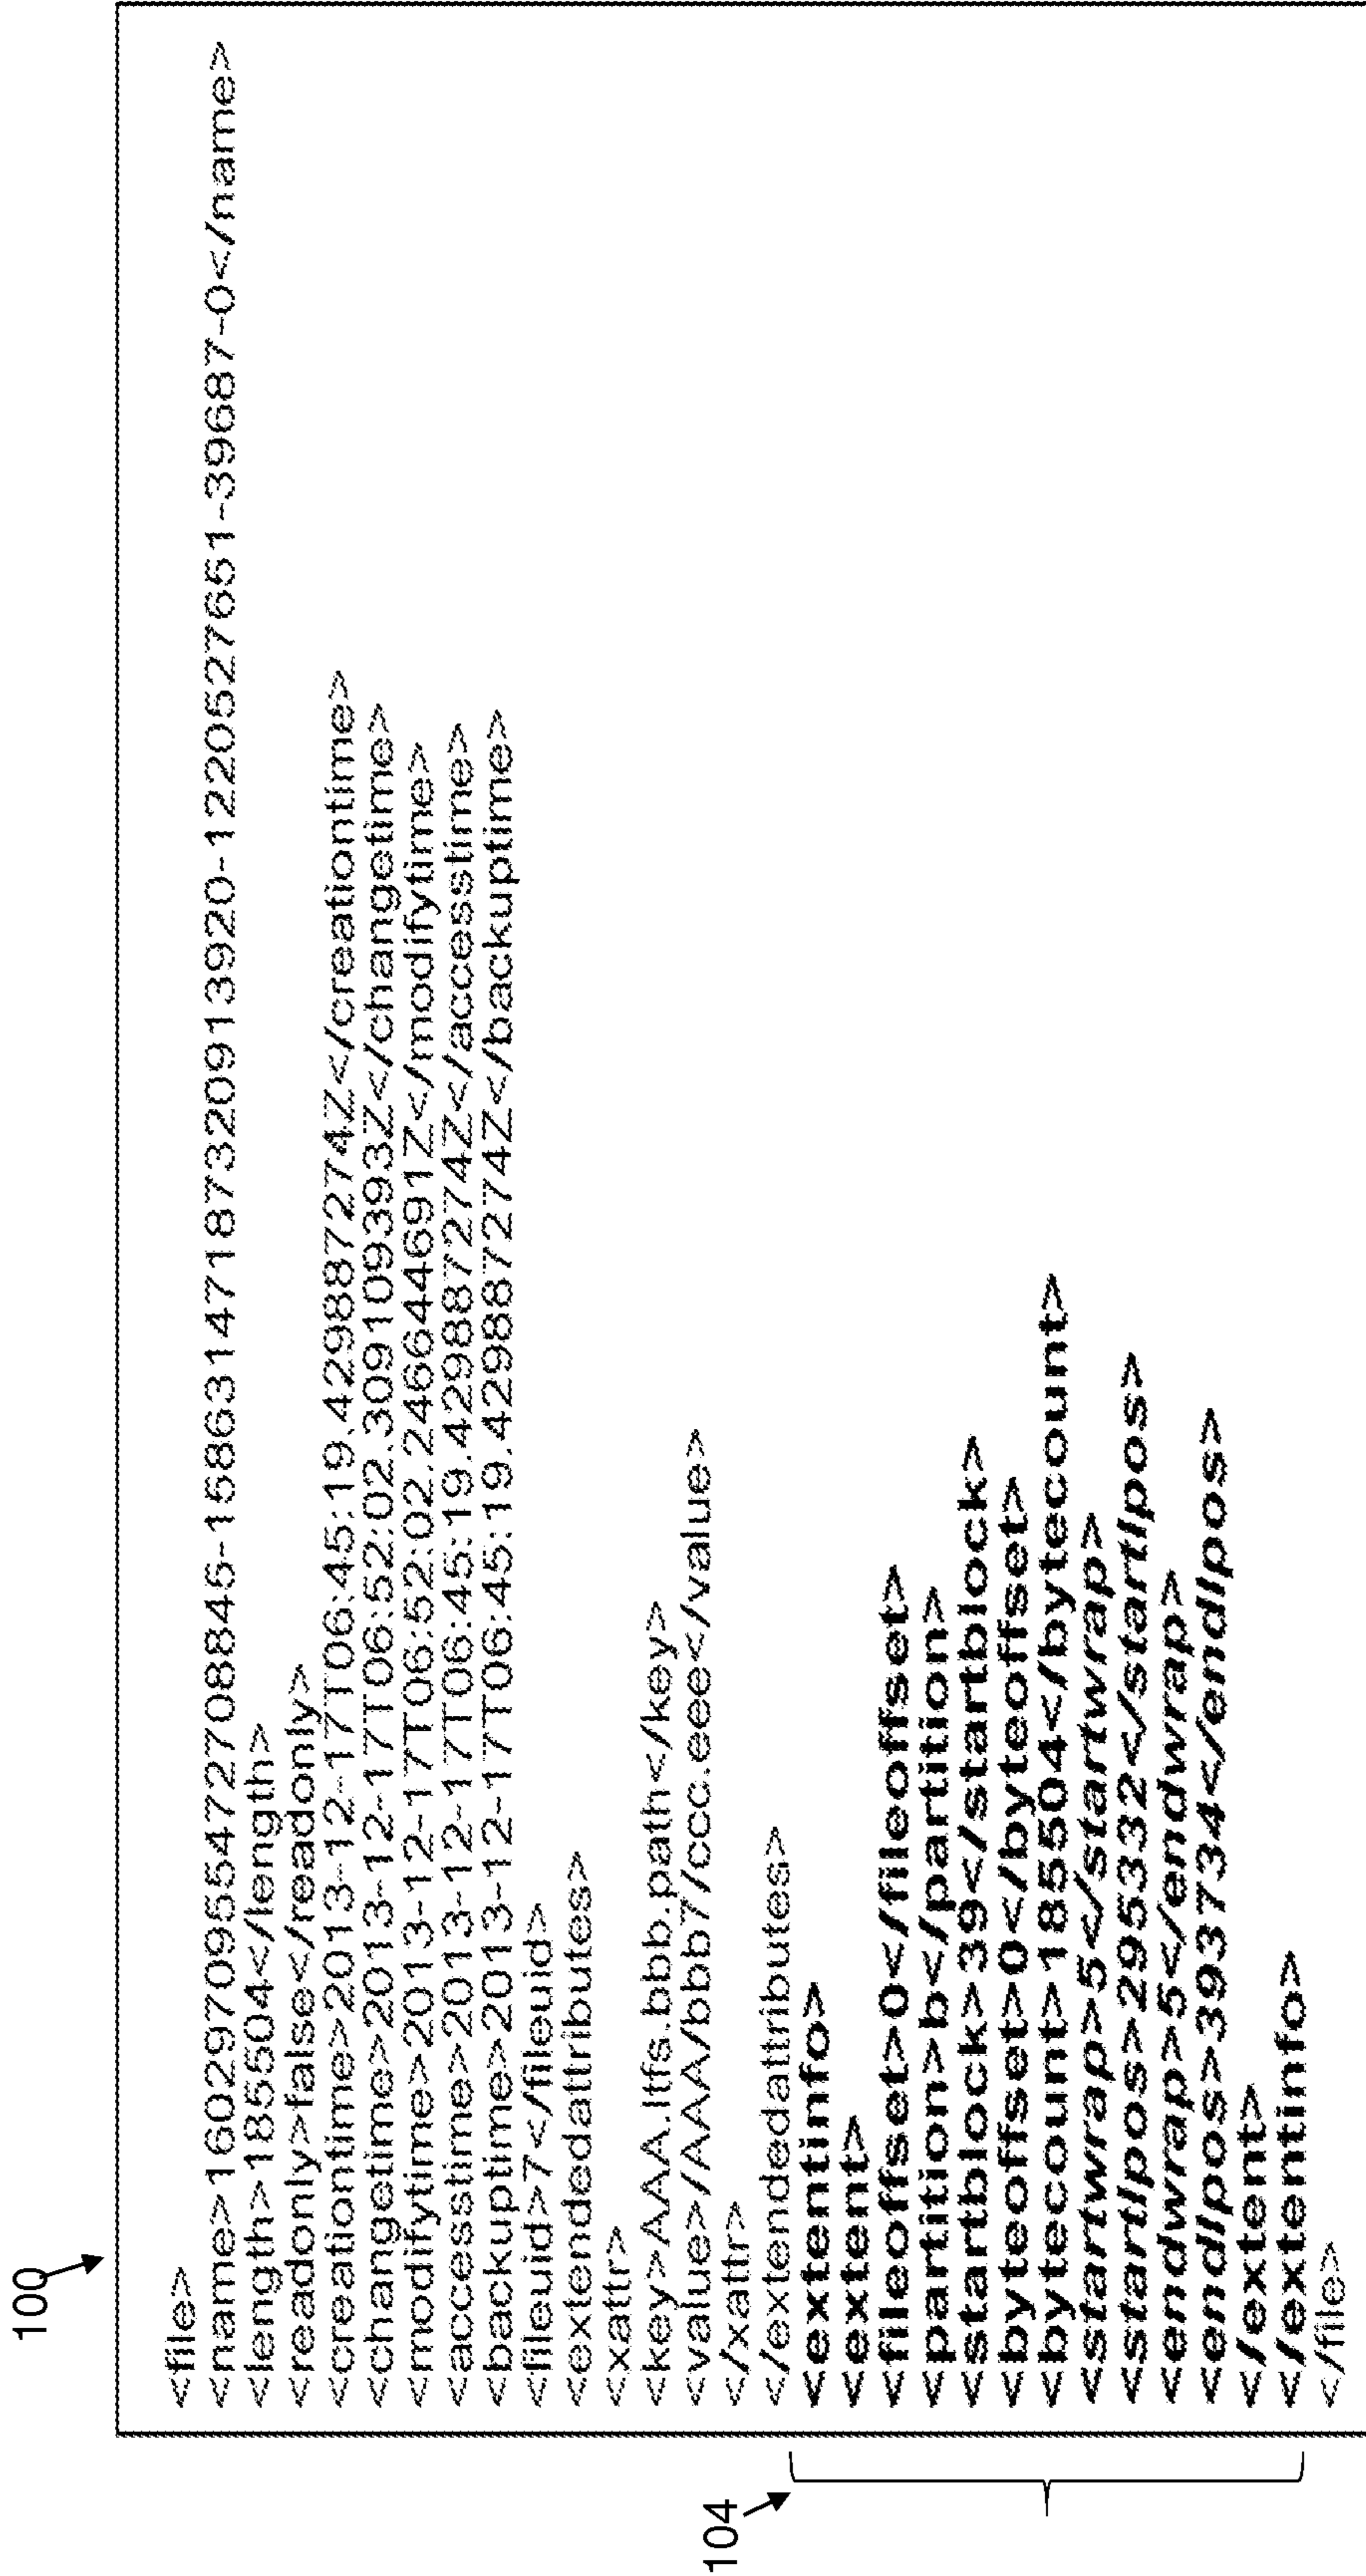 100
<file>
<name>1602970955472708845-15863147187320913920-1220527651-39687-0</name>
<length>185504</length>
<readonly>false</readonly>
<creationtime>2013-12-17T06:45:19.429887274Z</creationtime>
<changetime>2013-12-17T06:52:02.309109393Z</changetime>
<modifytime>2013-12-17T06:52:02.246644691Z</modifytime>
<accesstime>2013-12-17T06:45:19.429887274Z</accesstime>
<backuptime>2013-12-17T06:45:19.429887274Z</backuptime>
<fileuid>7</fileuid>
<extendedattributes>
<xattr>
<key>AAA.ltfs.bbb.path</key>
<value>/AAA/bbb7/ccc.eee</value>
</xattr>
</extendedattributes>
104
<extentinfo>
<extent>
<fileoffset>0</fileoffset>
<partition>b</partition>
<startblock>39</startblock>
<byteoffset>0</byteoffset>
<bytecount>185504</bytecount>
<startwrap>5</startwrap>
<startlpos>295332</startlpos>
<endwrap>5</endwrap>
<endlpos>393734</endlpos>
</extent>
</extentinfo>
</file>